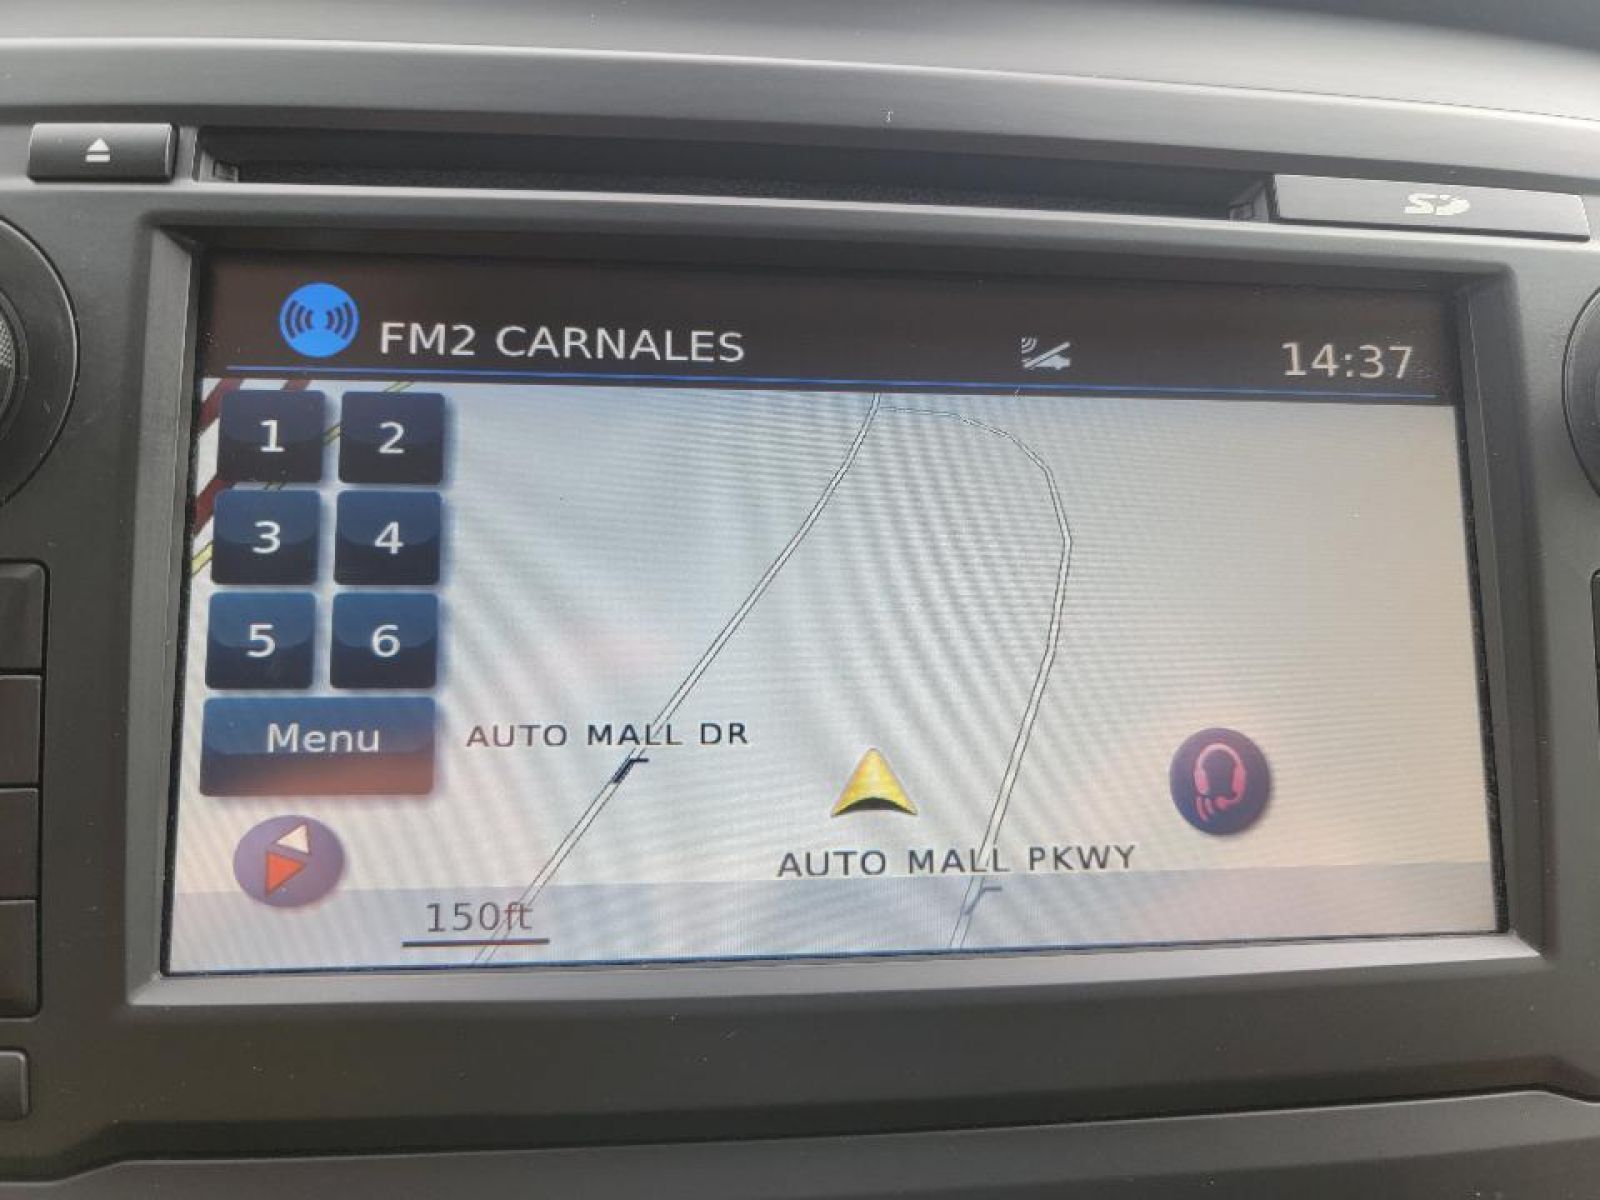 SD
FM2 CARNALES
14:37
1 2
3 4
5 6
Menu
AUTO MALL DR
AUTO MALL PKWY
150ft